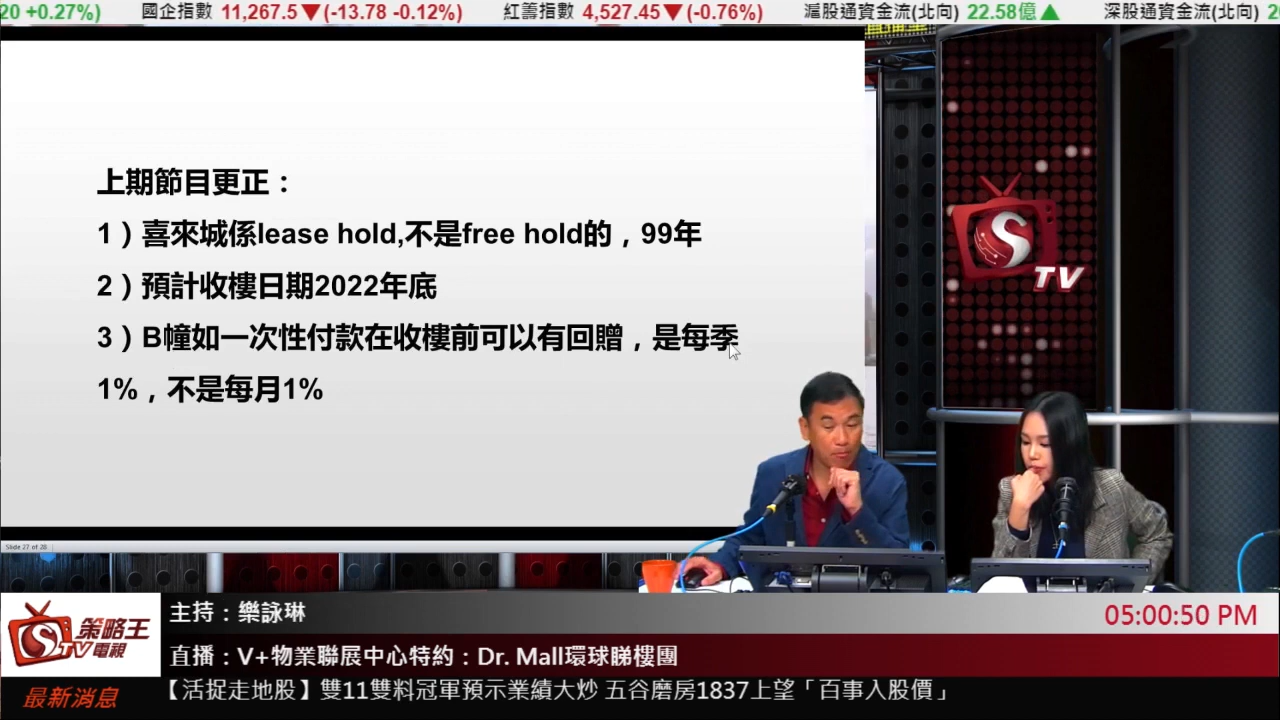 20 +0.27%) 國企指數 11,267.5▼(-13.78 -0.12%) 紅籌指數 4,527.45▼(-0.76%) 滬股通資金流(北向) 22.58億▲ 深股通資金流(北向) 2
上期節目更正：
1）喜來城係lease hold,不是free hold的，99年
2）預計收樓日期2022年底
3）B幢如一次性付款在收樓前可以有回贈，是每季
1%，不是每月1%
S TV
Slide 27 of 28
主持：樂詠琳
05:00:50 PM
STV 策略王電視
直播：V+物業聯展中心特約：Dr. Mall環球睇樓團
最新消息
【活捉走地股】雙11雙料冠軍預示業績大炒 五谷磨房1837上望「百事入股價」